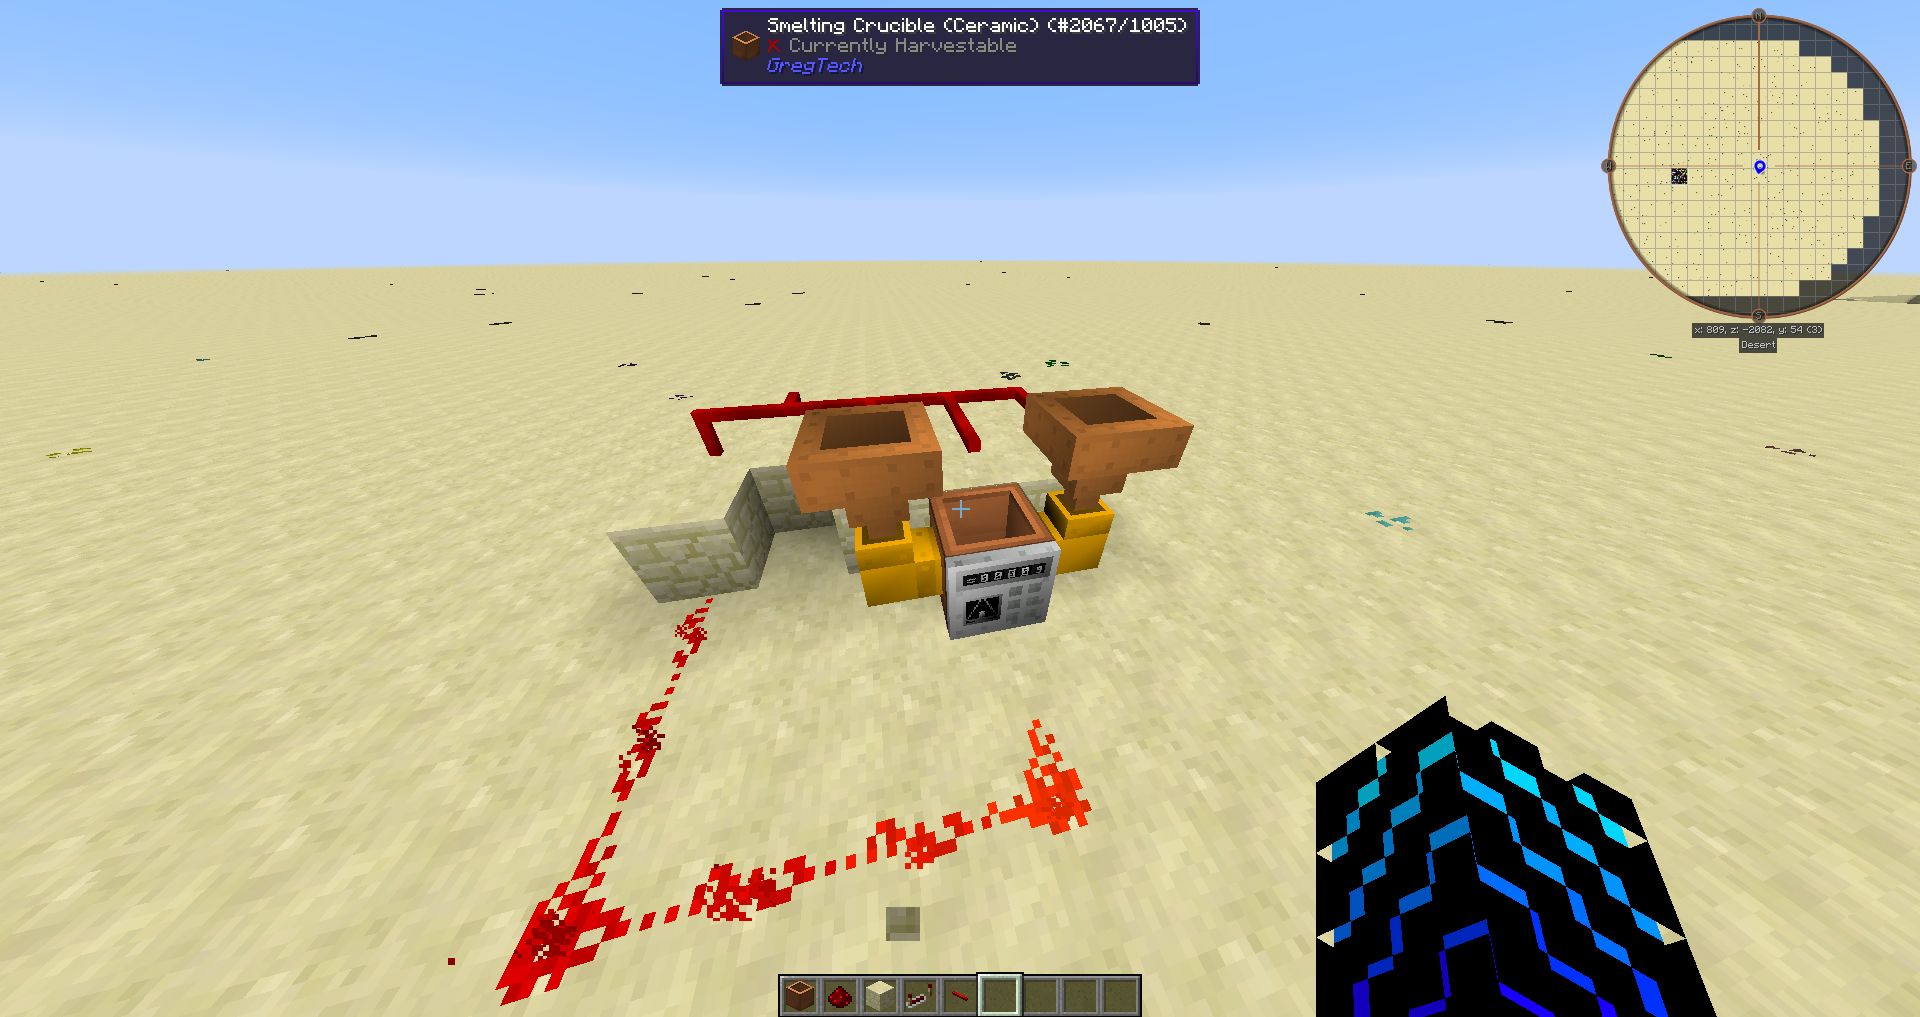 Smelting Crucible (Ceramic) (#2067/1005)
X Currently Harvestable
GregTech
N
W
E
S
x: 809, z: -2082, y: 54 (3)
Desert